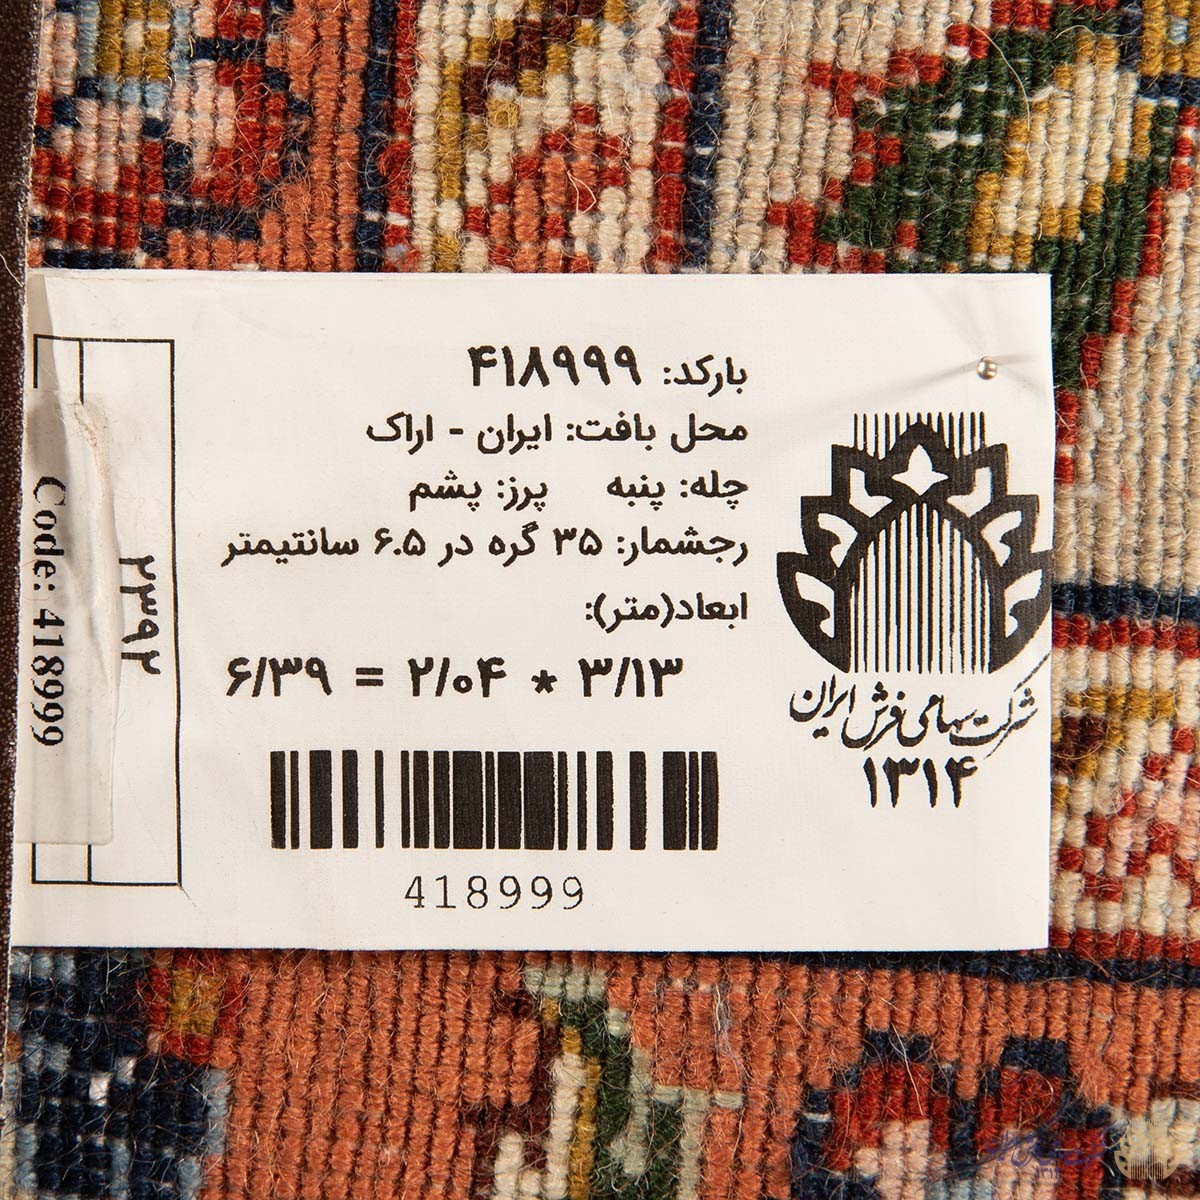 بارکد: ۴۱۸۹۹۹
محل بافت: ایران - اراک
چله: پنبه پرز: پشم
رجشمار: ۳۵ گره در ۶.۵ سانتیمتر
ابعاد(متر):
۳/۱۳ * ۲/۰۴ = ۶/۳۹
418999
شرکت سهامی فرش ایران
۱۳۱۴
۲۳۹۲
Code: 418999